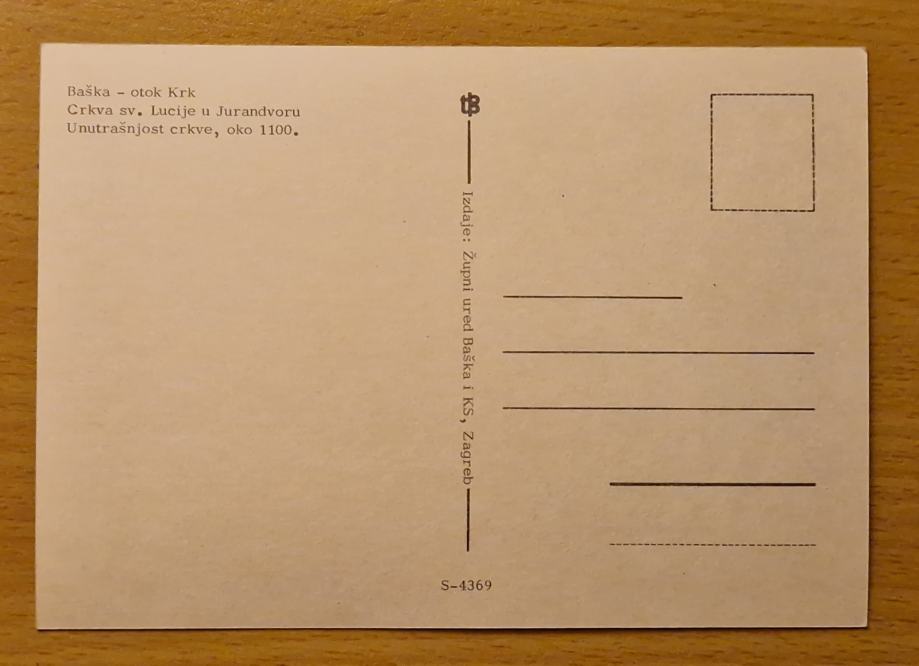 Baška - otok Krk
Crkva sv. Lucije u Jurandvoru
Unutrašnjost crkve, oko 1100.
Izdaje: Župni ured Baška i KS, Zagreb
S-4369